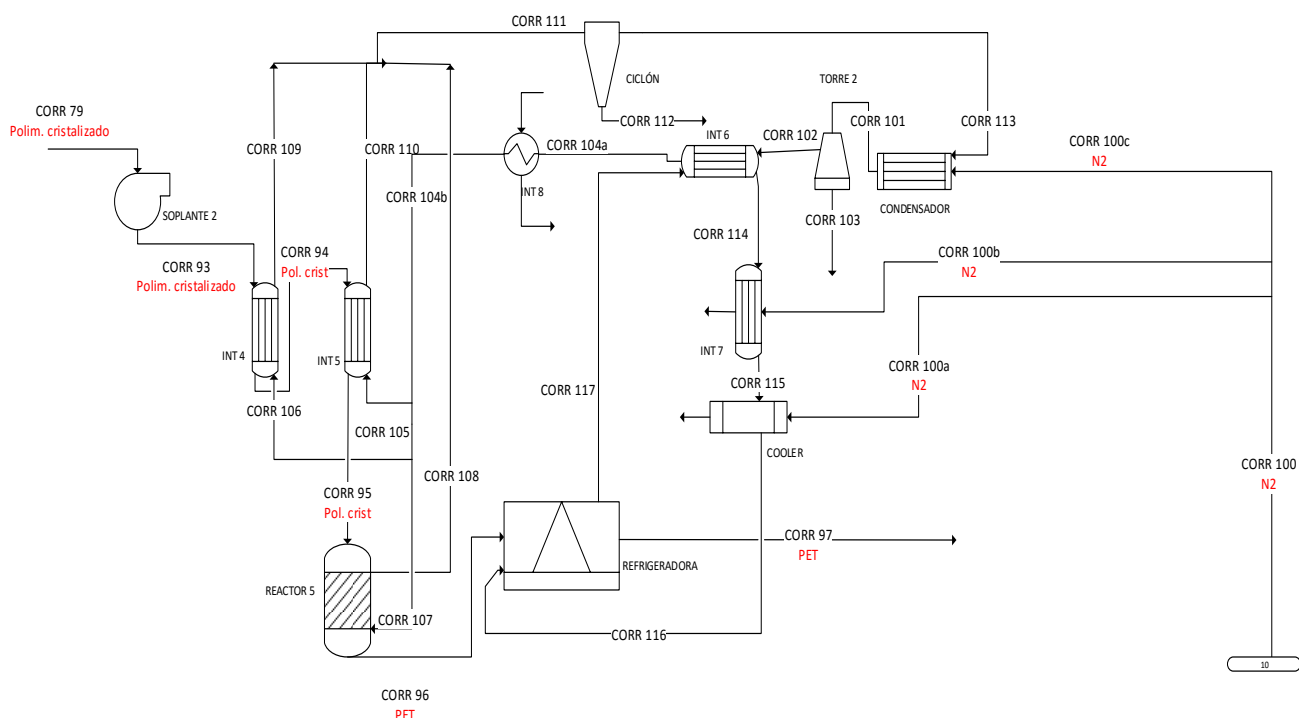 CORR 111
CICLÓN
TORRE 2
CORR 79
Polim. cristalizado
CORR 112
INT 6
CORR 102
CORR 101
CORR 113
CORR 100c
N2
CORR 109
CORR 110
CORR 104a
INT 8
CORR 104b
SOPLANTE 2
CONDENSADOR
CORR 103
CORR 114
CORR 94
Pol. crist
CORR 93
Polim. cristalizado
CORR 100b
N2
INT 4
INT 5
INT 7
CORR 100a
N2
CORR 117
CORR 115
CORR 106
CORR 105
COOLER
CORR 108
CORR 100
N2
CORR 95
Pol. crist
CORR 97
PET
REFRIGERADORA
REACTOR 5
CORR 107
CORR 116
10
CORR 96
PET